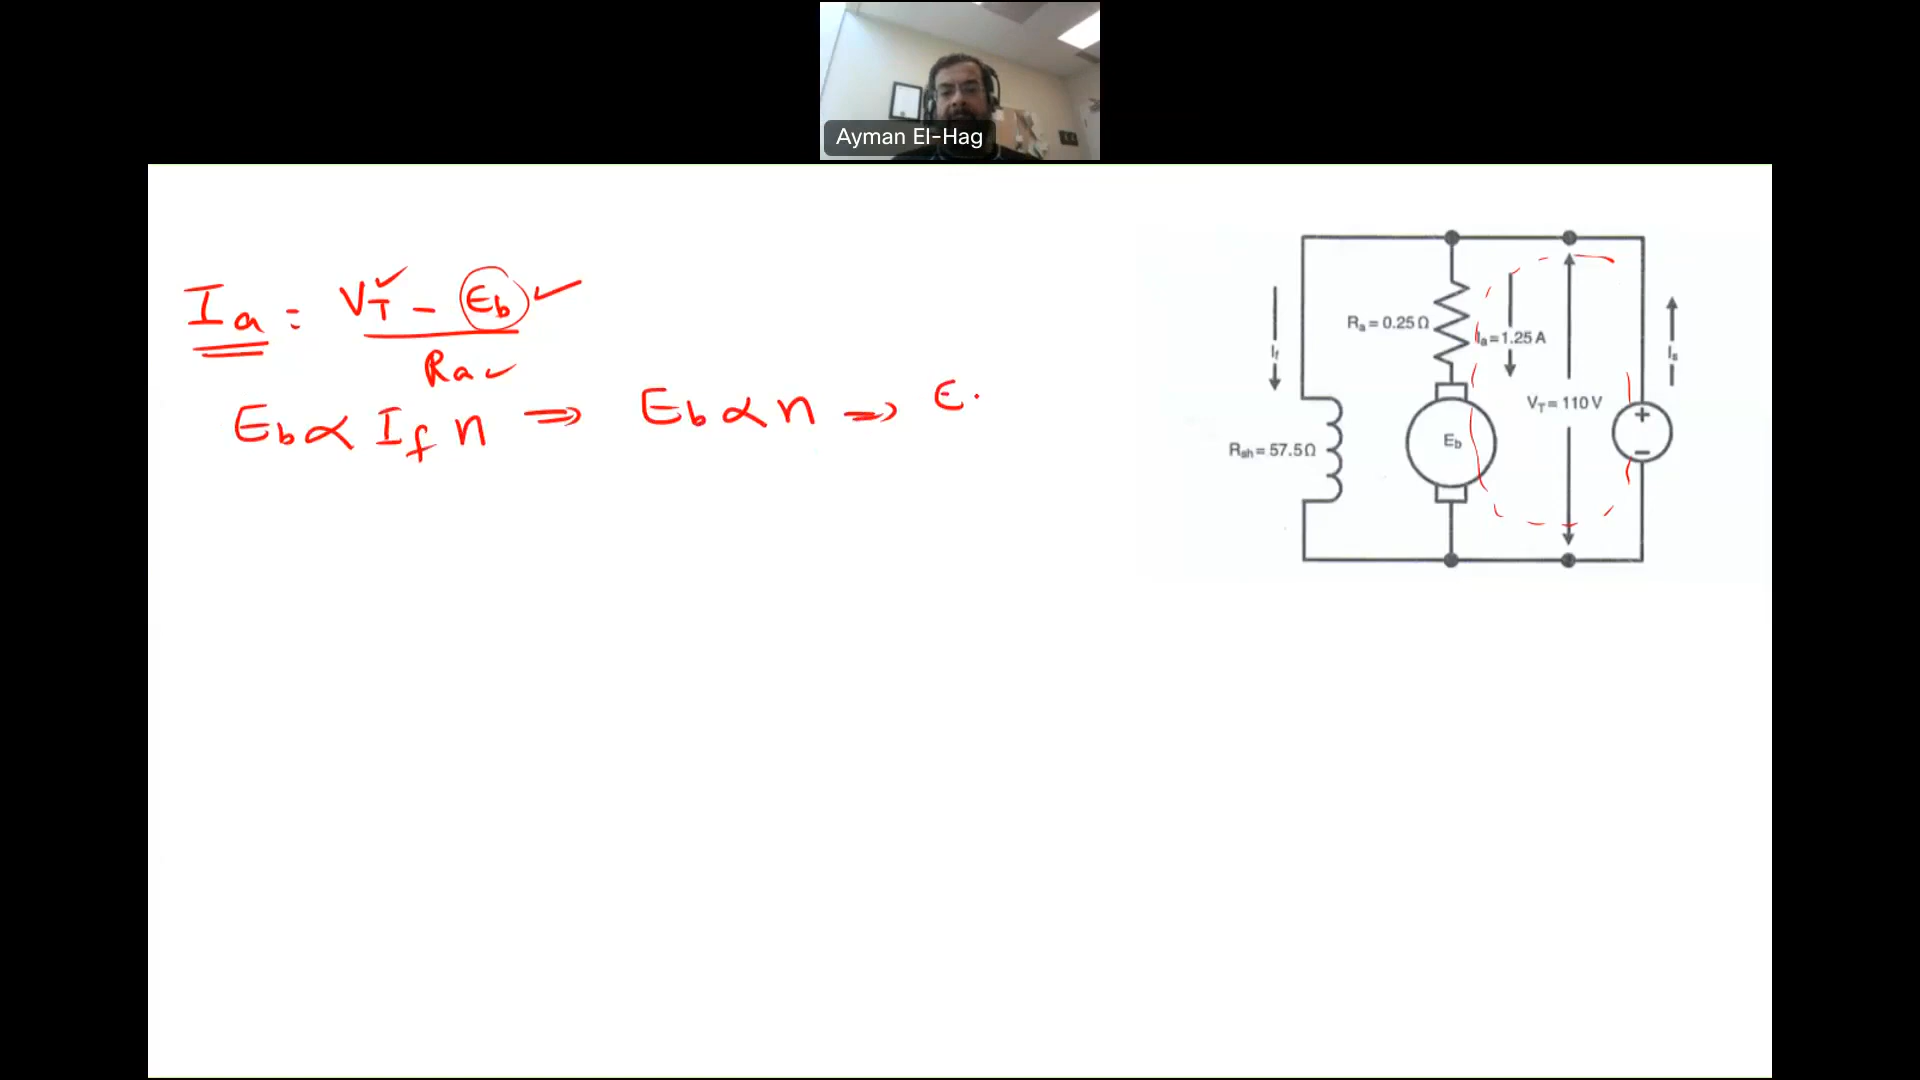 Ayman El-Hag
Ia = VT - Eb
Ra
Eb ∝ If n ⇒ Eb ∝ n ⇒ E
Ra = 0.25 Ω
Ia = 1.25 A
If
Is
VT = 110 V
Eb
Rsh = 57.5 Ω